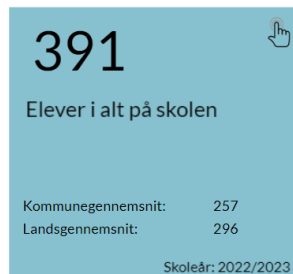 391
Elever i alt på skolen
Kommunegennemsnit: 257
Landsgennemsnit: 296
Skoleår: 2022/2023